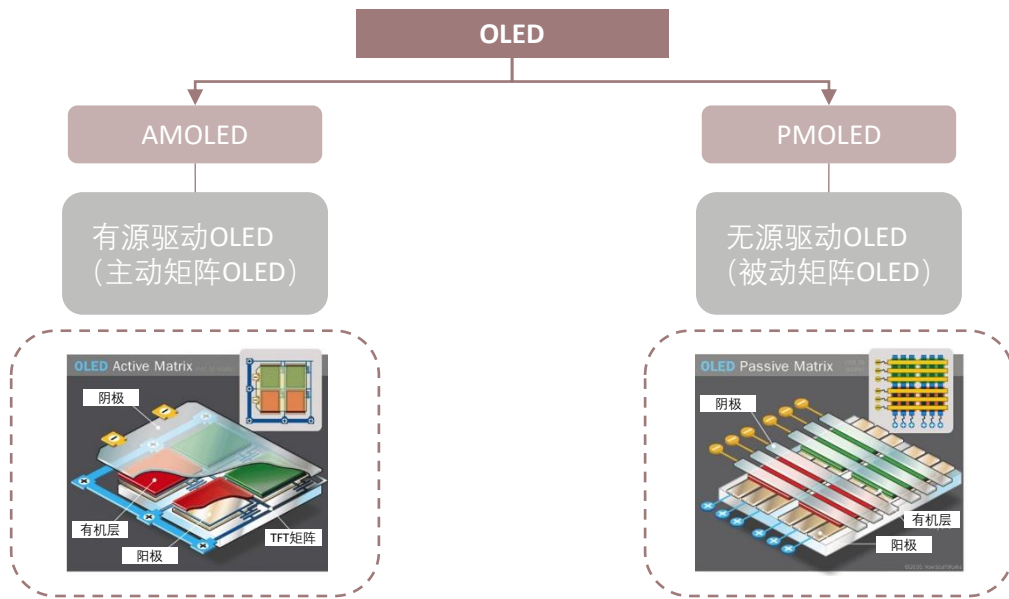 OLED
AMOLED
PMOLED
有源驱动OLED
（主动矩阵OLED）
无源驱动OLED
（被动矩阵OLED）
OLED Active Matrix
阴极
有机层
阳极
TFT矩阵
OLED Passive Matrix
阴极
有机层
阳极